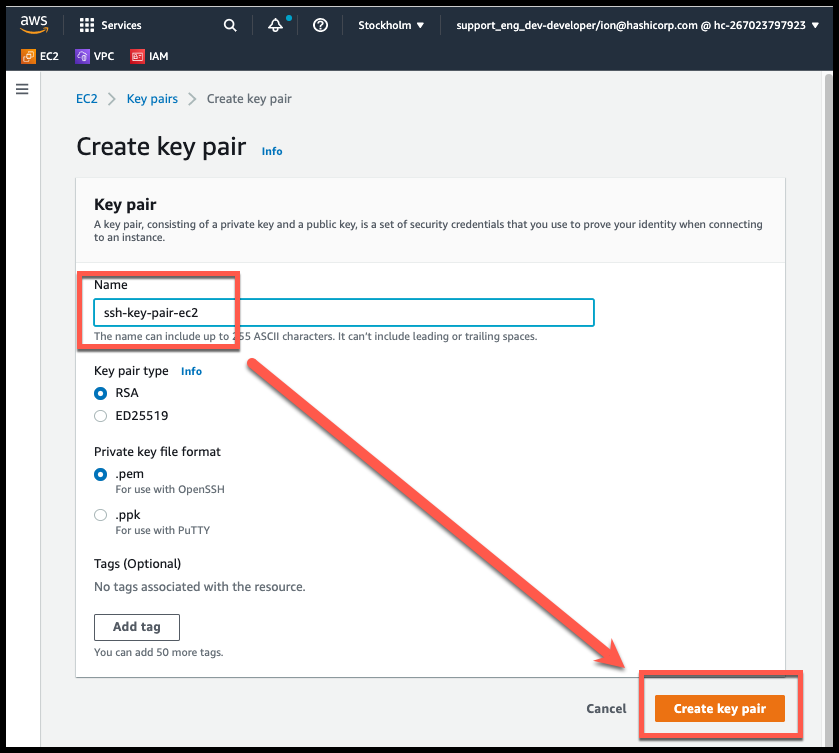 aws Services Stockholm ▼ support_eng_dev-developer/ion@hashicorp.com @ hc-267023797923 ▼
EC2 VPC IAM
EC2 > Key pairs > Create key pair
Create key pair Info
Key pair
A key pair, consisting of a private key and a public key, is a set of security credentials that you use to prove your identity when connecting
to an instance.
Name
ssh-key-pair-ec2
The name can include up to 255 ASCII characters. It can't include leading or trailing spaces.
Key pair type Info
RSA
ED25519
Private key file format
.pem
For use with OpenSSH
.ppk
For use with PuTTY
Tags (Optional)
No tags associated with the resource.
Add tag
You can add 50 more tags.
Cancel Create key pair